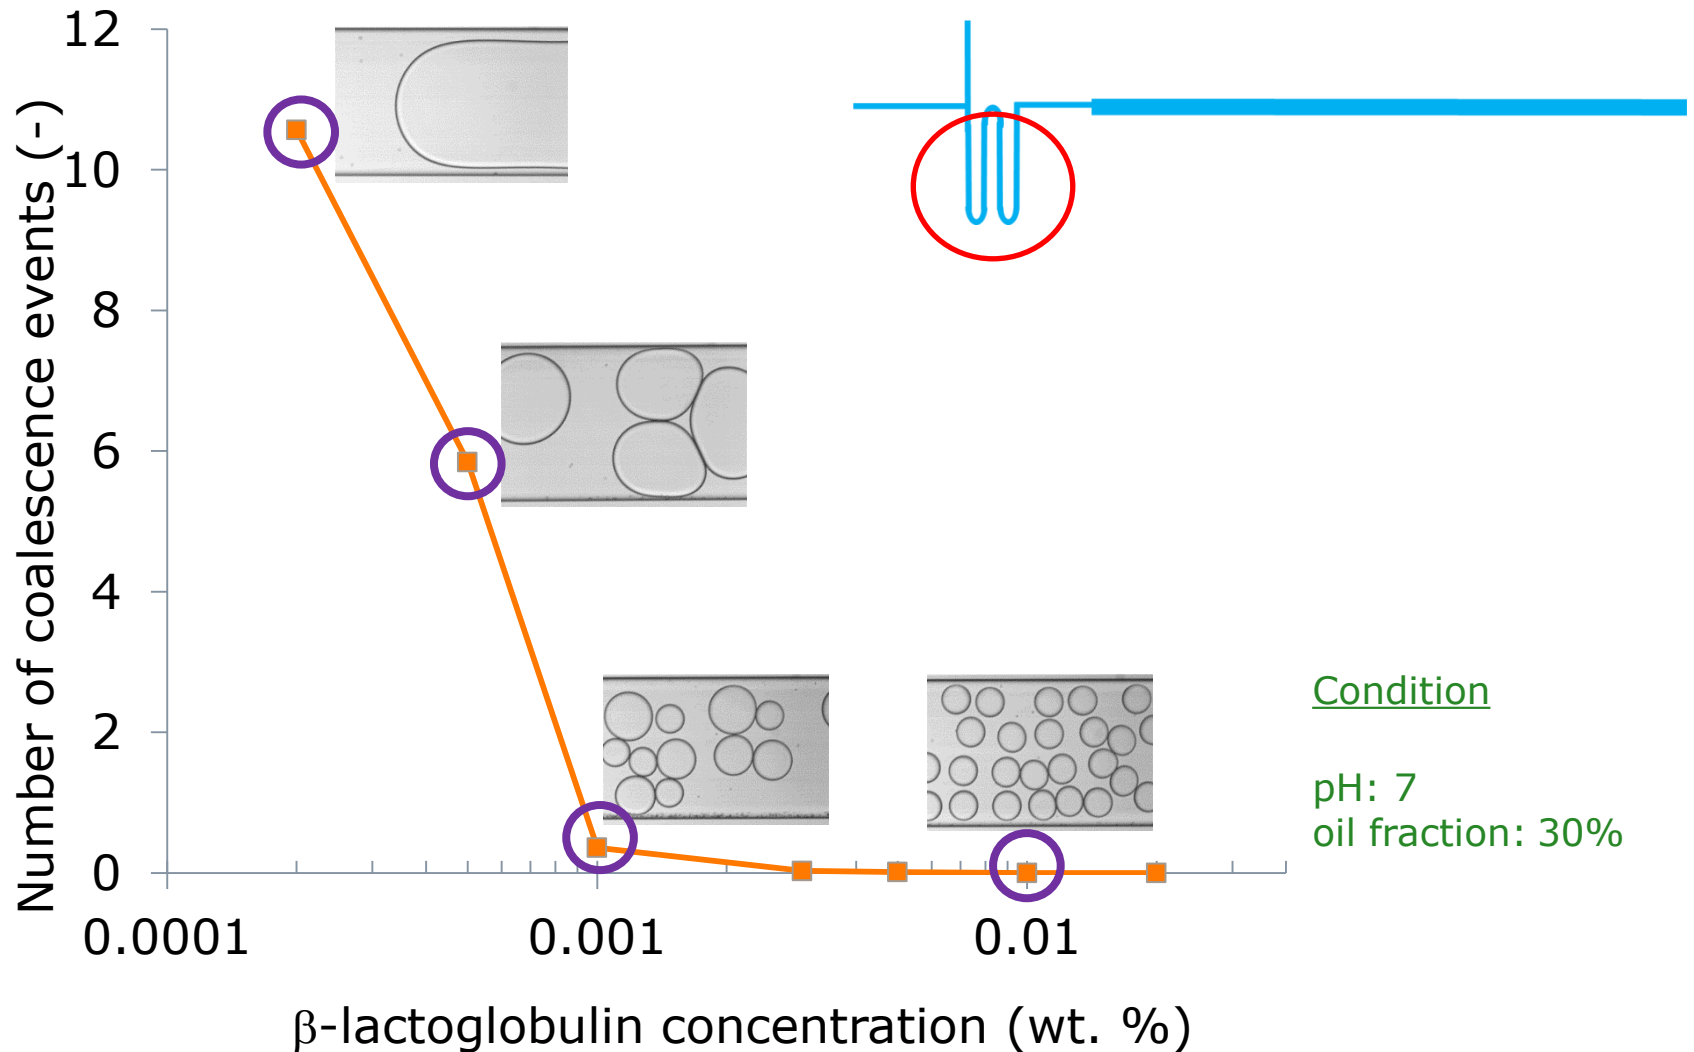 Number of coalescence events (-)
12
10
8
6
4
2
0
0.0001
0.001
0.01
β-lactoglobulin concentration (wt. %)
Condition
pH: 7
oil fraction: 30%